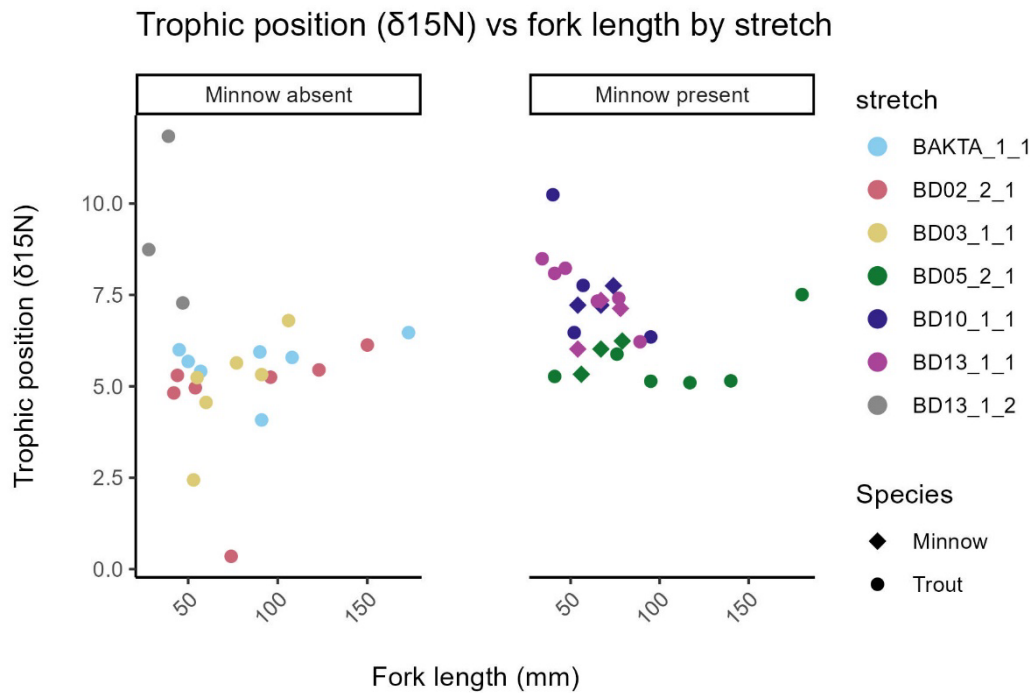 Trophic position (δ15N) vs fork length by stretch
Minnow absent
Minnow present
Trophic position (δ15N)
10.0
7.5
5.0
2.5
0.0
50
100
150
50
100
150
Fork length (mm)
stretch
BAKTA_1_1
BD02_2_1
BD03_1_1
BD05_2_1
BD10_1_1
BD13_1_1
BD13_1_2
Species
Minnow
Trout